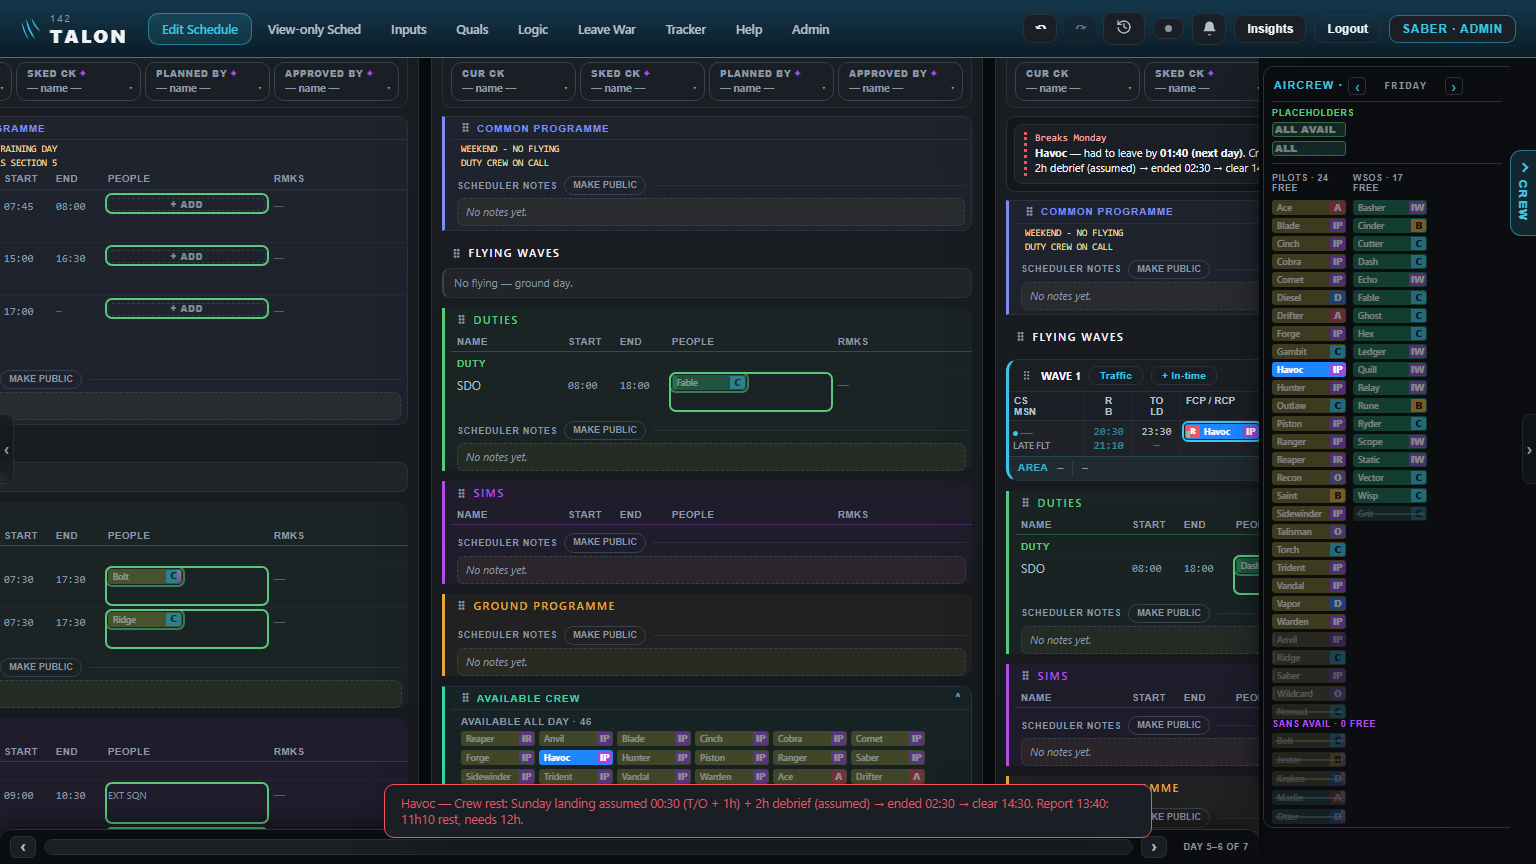 142
TALON
Edit Schedule
View-only Sched
Inputs
Quals
Logic
Leave War
Tracker
Help
Admin
Insights
Logout
SABER · ADMIN
SKED CK ✦
— name —
PLANNED BY ✦
— name —
APPROVED BY ✦
— name —
CUR CK
— name —
SKED CK ✦
— name —
PLANNED BY ✦
— name —
APPROVED BY ✦
— name —
CUR CK
— name —
SKED CK ✦
— name —
RAMME
RAINING DAY
S SECTION 5
START END PEOPLE RMKS
07:45 08:00 + ADD —
15:00 16:30 + ADD —
17:00 — + ADD —
MAKE PUBLIC
START END PEOPLE RMKS
07:30 17:30 Bolt C —
07:30 17:30 Ridge C —
MAKE PUBLIC
START END PEOPLE RMKS
09:00 10:30 EXT SQN —
COMMON PROGRAMME
WEEKEND - NO FLYING
DUTY CREW ON CALL
SCHEDULER NOTES MAKE PUBLIC
No notes yet.
FLYING WAVES
No flying — ground day.
DUTIES
NAME START END PEOPLE RMKS
DUTY
SDO 08:00 18:00 Fable C —
SCHEDULER NOTES MAKE PUBLIC
No notes yet.
SIMS
NAME START END PEOPLE RMKS
SCHEDULER NOTES MAKE PUBLIC
No notes yet.
GROUND PROGRAMME
SCHEDULER NOTES MAKE PUBLIC
No notes yet.
AVAILABLE CREW
AVAILABLE ALL DAY · 46
Reaper IR Anvil IP Blade IP Cinch IP Cobra IP Comet IP
Forge IP Havoc IP Hunter IP Piston IP Ranger IP Saber IP
Sidewinder IP Trident IP Vandal IP Warden IP Ace A Drifter A
Breaks Monday
Havoc — had to leave by 01:40 (next day). Cr
2h debrief (assumed) → ended 02:30 → clear 14
COMMON PROGRAMME
WEEKEND - NO FLYING
DUTY CREW ON CALL
SCHEDULER NOTES MAKE PUBLIC
No notes yet.
FLYING WAVES
WAVE 1 Traffic + In-time
CS R TO FCP / RCP
MSN B LD
— 20:30 23:30 R Havoc IP
LATE FLT 21:10 —
AREA — —
DUTIES
NAME START END PEO
DUTY
SDO 08:00 18:00 Dash
SCHEDULER NOTES MAKE PUBLIC
No notes yet.
SIMS
NAME START END PEO
SCHEDULER NOTES MAKE PUBLIC
No notes yet.
MME
KE PUBLIC
AIRCREW · ‹ FRIDAY ›
PLACEHOLDERS
ALL AVAIL
ALL
PILOTS · 24 WSOS · 17
FREE FREE
Ace A Basher IW
Blade IP Cinder B
Cinch IP Cutter C
Cobra IP Dash C
Comet IP Echo IW
Diesel D Fable C
Drifter A Ghost C
Forge IP Hex C
Gambit C Ledger IW
Havoc IP Quill IW
Hunter IP Relay IW
Outlaw C Rune B
Piston IP Ryder C
Ranger IP Scope IW
Reaper IR Static IW
Recon O Vector C
Saint B Wisp C
Sidewinder IP Grit C
Talisman O
Torch C
Trident IP
Vandal IP
Vapor D
Warden IP
Anvil IP
Ridge C
Saber IP
Wildcard O
Nomad C
SANS AVAIL · 0 FREE
Bolt C
Jester B
Kraken D
Marlin A
Otter D
CREW
Havoc — Crew rest: Sunday landing assumed 00:30 (T/O + 1h) + 2h debrief (assumed) → ended 02:30 → clear 14:30. Report 13:40:
11h10 rest, needs 12h.
DAY 5–6 OF 7